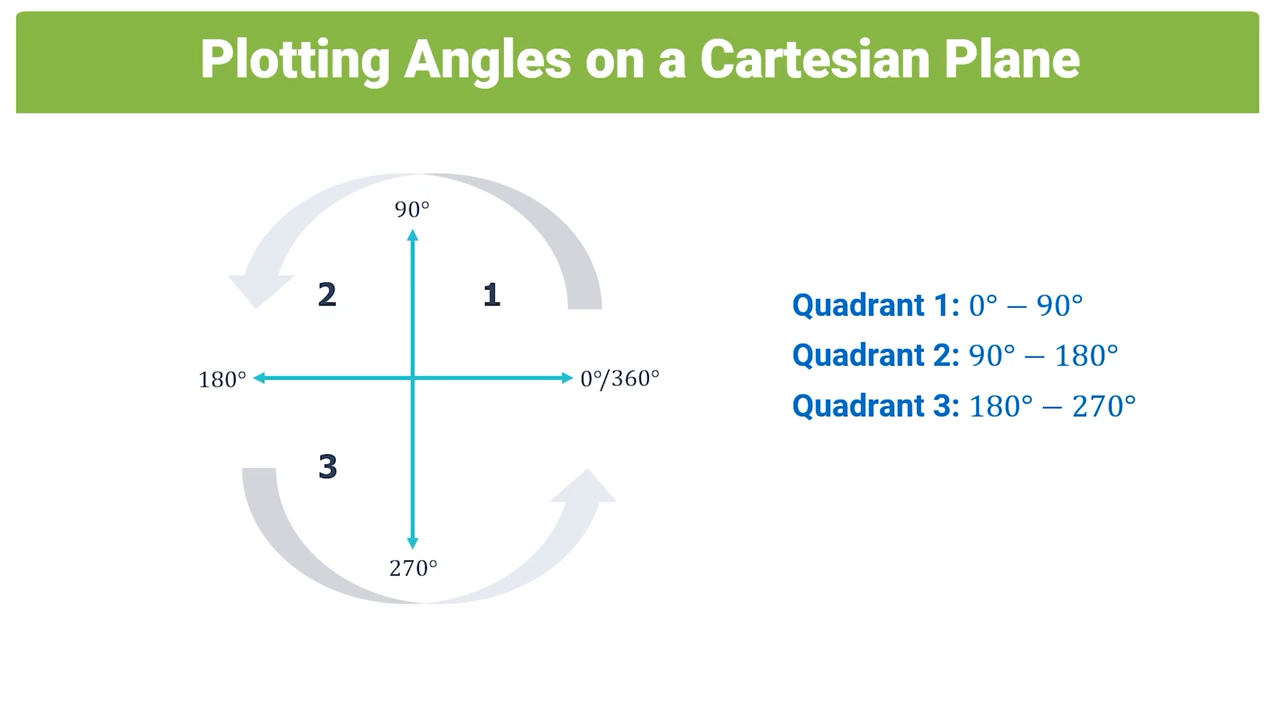 Plotting Angles on a Cartesian Plane
90°
2
1
180°
0°/360°
3
270°
Quadrant 1: 0° − 90°
Quadrant 2: 90° − 180°
Quadrant 3: 180° − 270°